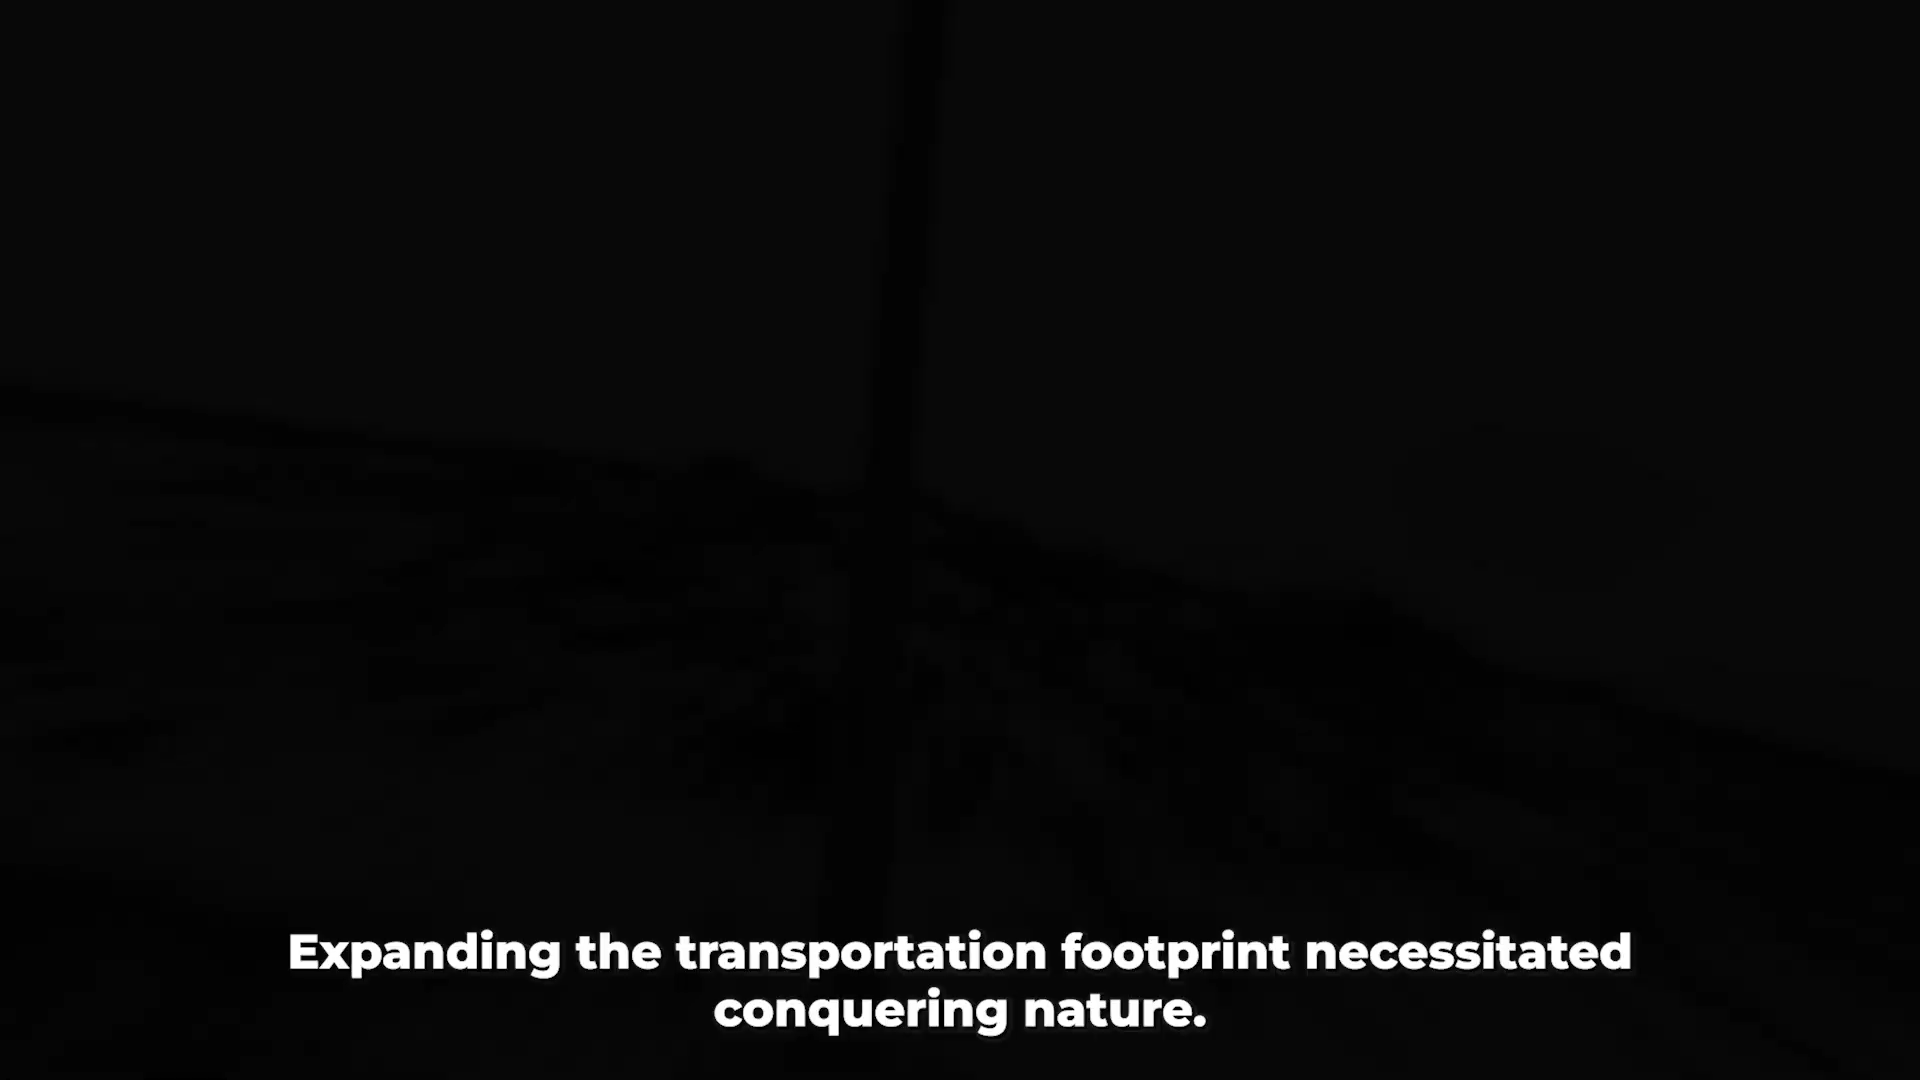 Expanding the transportation footprint necessitated
conquering nature.